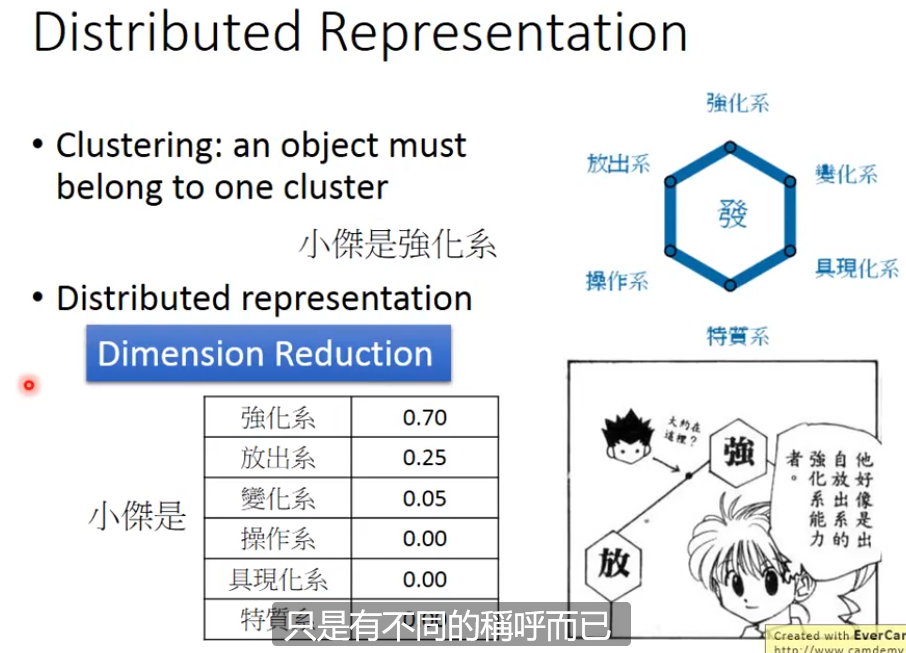 Distributed Representation
• Clustering: an object must
belong to one cluster
小傑是強化系
• Distributed representation
Dimension Reduction
小傑是
強化系 0.70
放出系 0.25
變化系 0.05
操作系 0.00
具現化系 0.00
特質系
只是有不同的稱呼而已
強化系
放出系
變化系
發
操作系
具現化系
特質系
大約在
這裡？
強
放
他好像是出
自放出系的
強化系能力
者。
Created with EverCa
http://www.camdemy